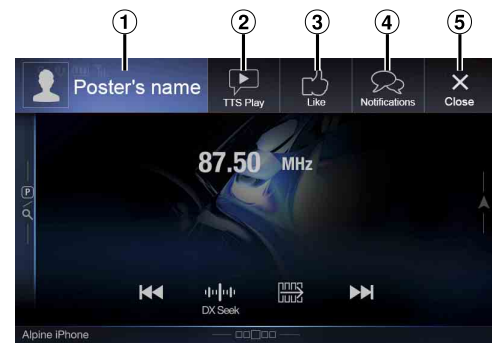 1 2 3 4 5
Poster's name TTS Play Like Notifications Close
87.50 MHz
P
DX Seek
Alpine iPhone